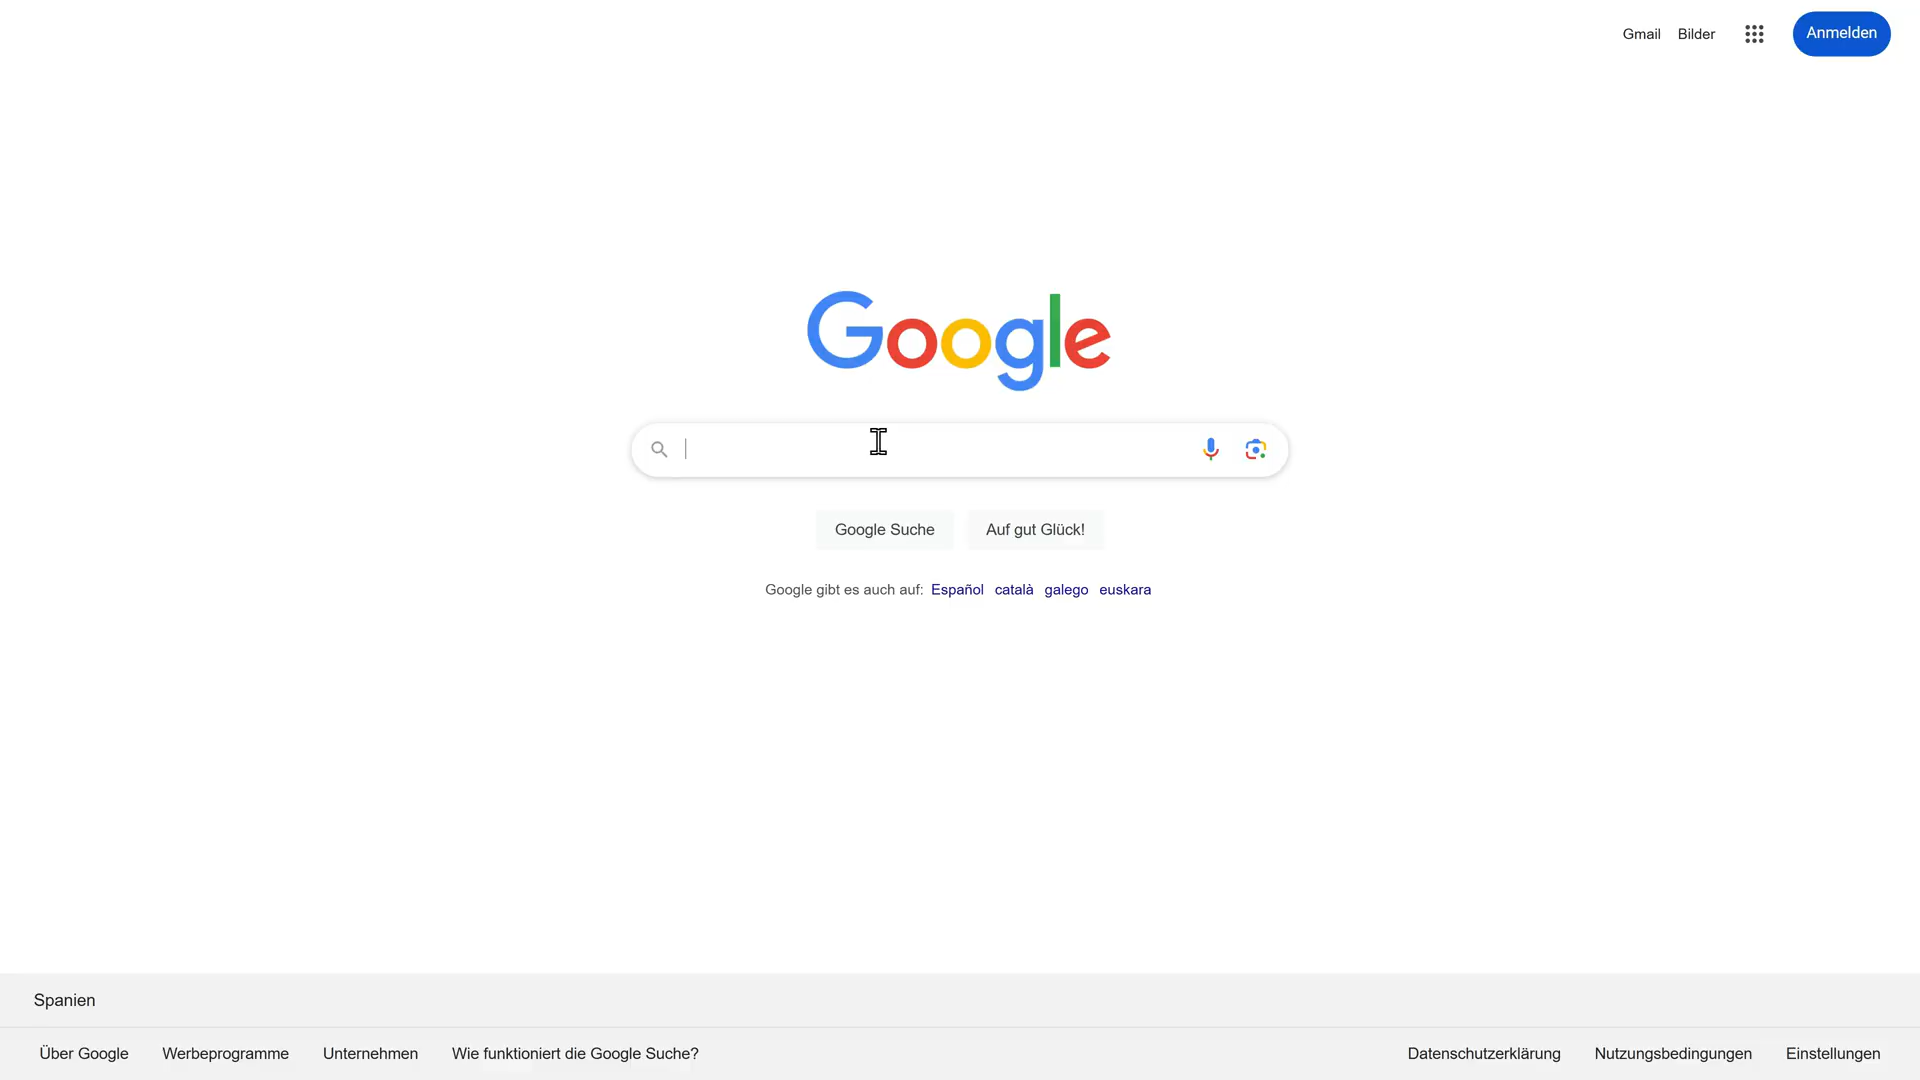 Gmail Bilder Anmelden
Google
Google Suche Auf gut Glück!
Google gibt es auch auf: Español català galego euskara
Spanien
Über Google Werbeprogramme Unternehmen Wie funktioniert die Google Suche? Datenschutzerklärung Nutzungsbedingungen Einstellungen